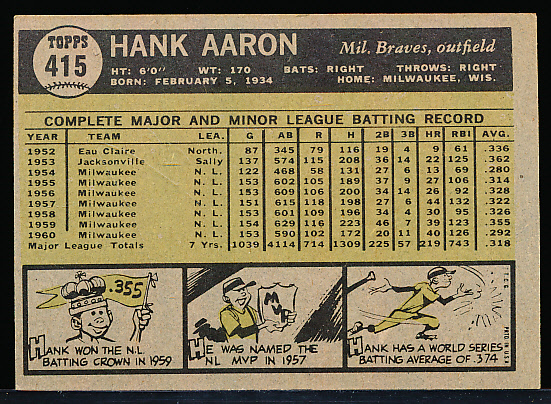 TOPPS
415
HANK AARON
Mil. Braves, outfield
HT: 6'0" WT: 170 BATS: RIGHT THROWS: RIGHT
BORN: FEBRUARY 5, 1934 HOME: MILWAUKEE, WIS.
COMPLETE MAJOR AND MINOR LEAGUE BATTING RECORD
YEAR TEAM LEA. G AB R H 2B 3B HR RBI AVG.
1952 Eau Claire North. 87 345 79 116 19 4 9 61 .336
1953 Jacksonville Sally 137 574 115 208 36 14 22 125 .362
1954 Milwaukee N. L. 122 468 58 131 27 6 13 69 .280
1955 Milwaukee N. L. 153 602 105 189 37 9 27 106 .314
1956 Milwaukee N. L. 153 609 106 200 34 14 26 92 .328
1957 Milwaukee N. L. 151 615 118 198 27 6 44 132 .322
1958 Milwaukee N. L. 153 601 109 196 34 4 30 95 .326
1959 Milwaukee N. L. 154 629 116 223 46 7 39 123 .355
1960 Milwaukee N. L. 153 590 102 172 20 11 40 126 .292
Major League Totals 7 Yrs. 1039 4114 714 1309 225 57 219 743 .318
.355
HANK WON THE N.L.
BATTING CROWN IN 1959
MVP
HE WAS NAMED THE
NL MVP IN 1957
HANK HAS A WORLD SERIES
BATTING AVERAGE OF .374
T.C.G. PRTD. IN U.S.A.